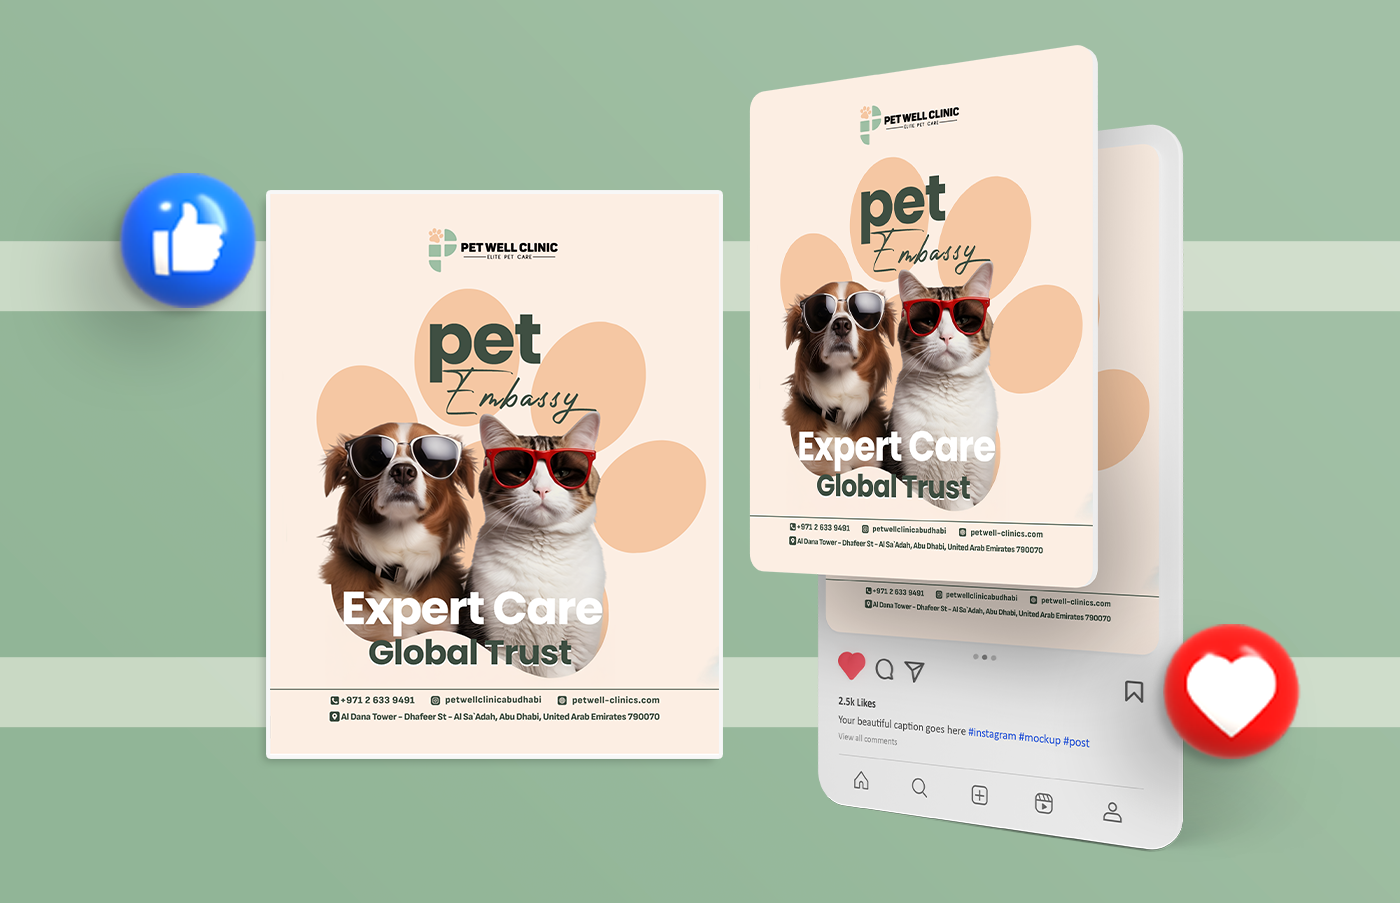 PET WELL CLINIC
ELITE PET CARE
pet
Embassy
Expert Care
Global Trust
+971 2 633 9491 petwellclinicabudhabi petwell-clinics.com
Al Dana Tower - Dhafeer St - Al Sa`Adah, Abu Dhabi, United Arab Emirates 790070
PET WELL CLINIC
ELITE PET CARE
pet
Embassy
Expert Care
Global Trust
+971 2 633 9491 petwellclinicabudhabi petwell-clinics.com
Al Dana Tower - Dhafeer St - Al Sa`Adah, Abu Dhabi, United Arab Emirates 790070
+971 2 633 9491 petwellclinicabudhabi petwell-clinics.com
Al Dana Tower - Dhafeer St - Al Sa`Adah, Abu Dhabi, United Arab Emirates 790070
2.5k Likes
Your beautiful caption goes here #instagram #mockup #post
View all comments